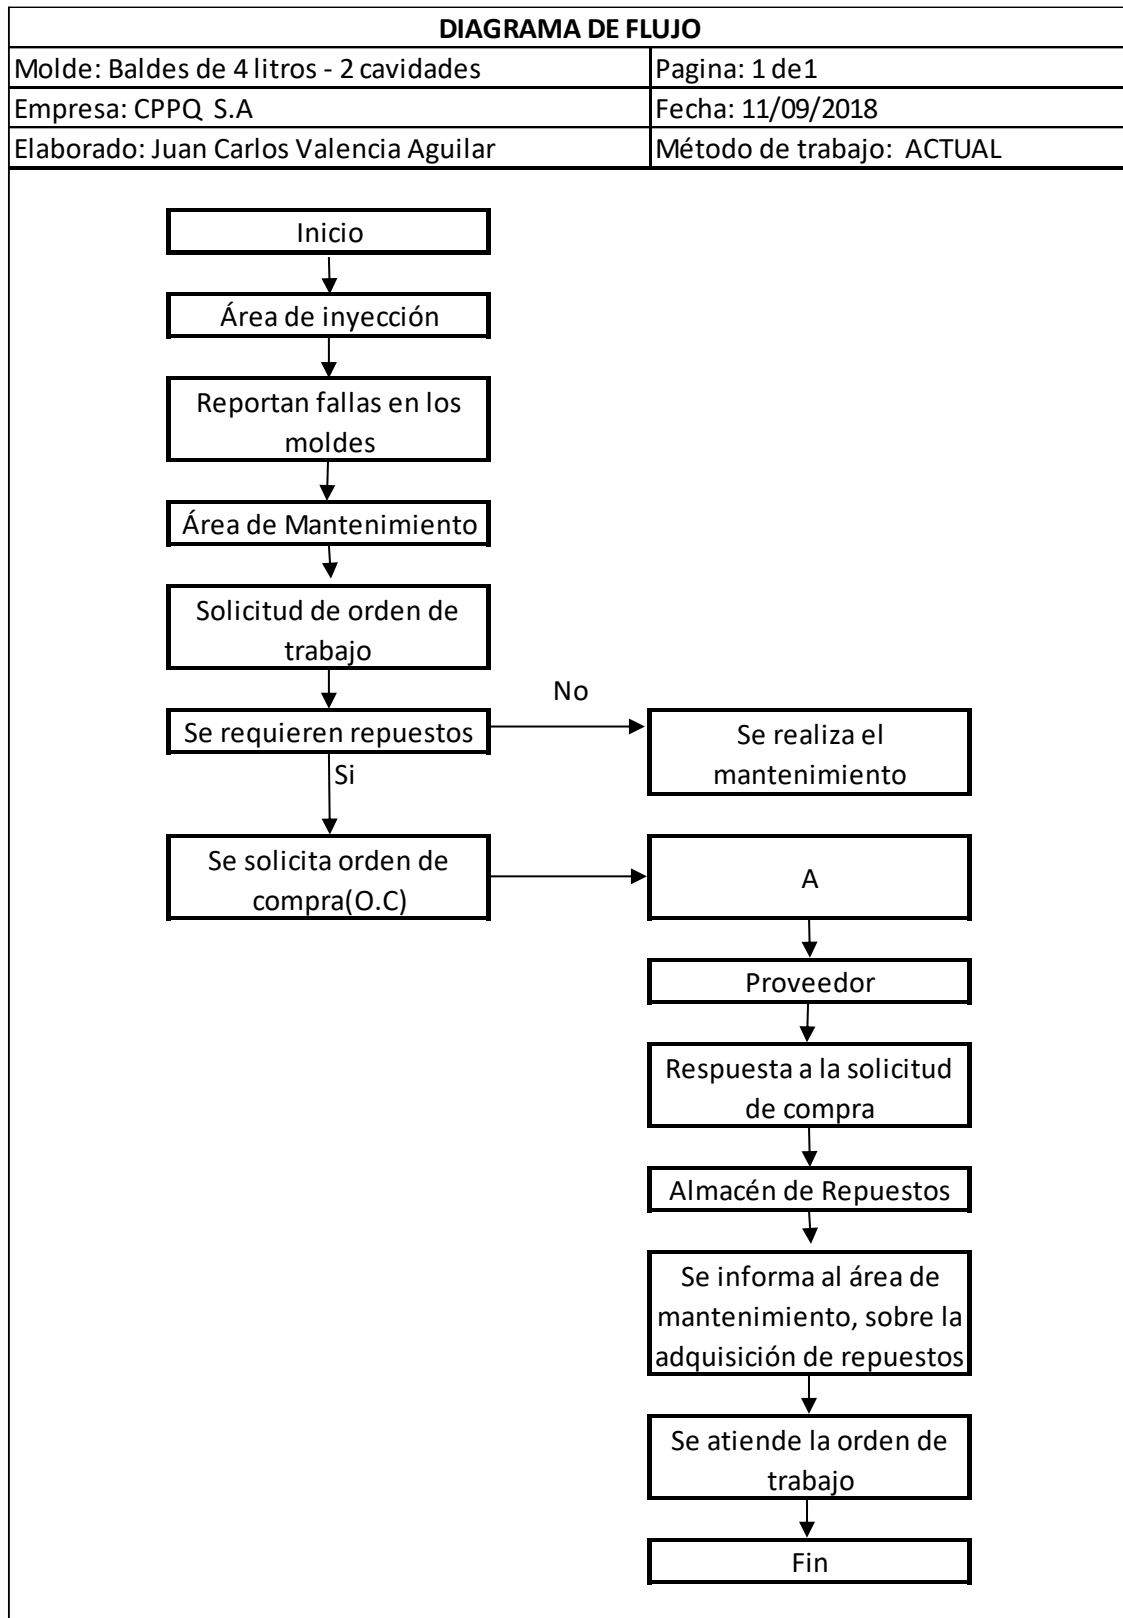 DIAGRAMA DE FLUJO
Molde: Baldes de 4 litros - 2 cavidades
Pagina: 1 de1
Empresa: CPPQ S.A
Fecha: 11/09/2018
Elaborado: Juan Carlos Valencia Aguilar
Método de trabajo: ACTUAL
Inicio
Área de inyección
Reportan fallas en los
moldes
Área de Mantenimiento
Solicitud de orden de
trabajo
Se requieren repuestos
No
Se realiza el
mantenimiento
Si
Se solicita orden de
compra(O.C)
A
Proveedor
Respuesta a la solicitud
de compra
Almacén de Repuestos
Se informa al área de
mantenimiento, sobre la
adquisición de repuestos
Se atiende la orden de
trabajo
Fin